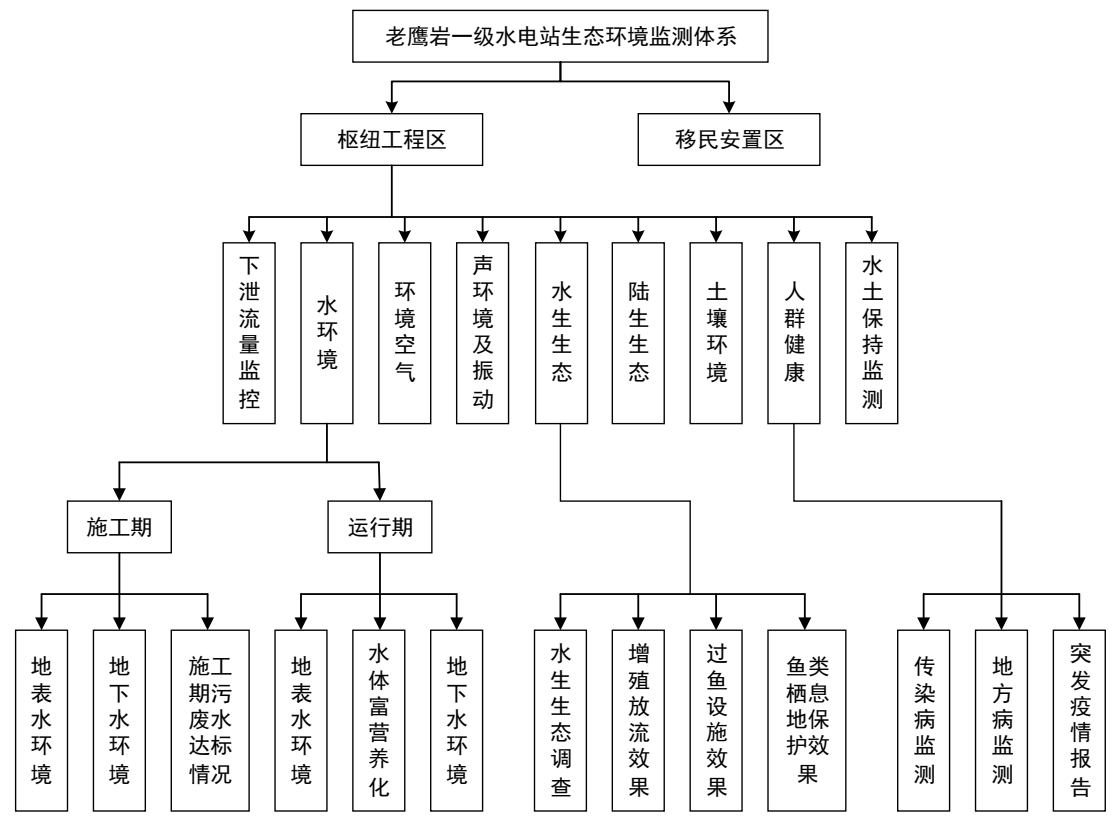 老鹰岩一级水电站生态环境监测体系
枢纽工程区
移民安置区
下泄流量监控
水环境
环境空气
声环境及振动
水生生态
陆生生态
土壤环境
人群健康
水土保持监测
施工期
运行期
地表水环境
地下水环境
施工
期污
废水
达标
情况
地表水环境
水体富营养化
地下水环境
水生生态调查
增殖放流效果
过鱼设施效果
鱼类
栖息
地保
护效
果
传染病监测
地方病监测
突发疫情报告